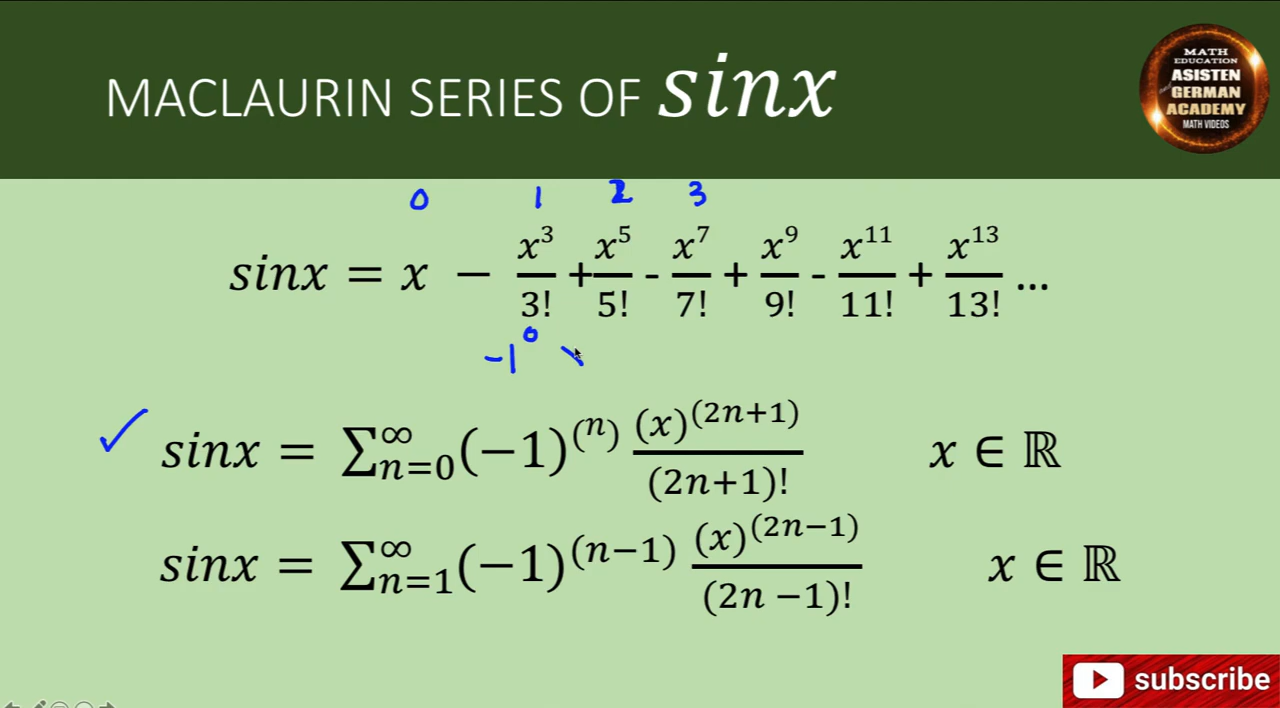 MACLAURIN SERIES OF sinx
MATH
EDUCATION
ASISTEN
GERMAN
ACADEMY
MATH VIDEOS
0 1 2 3
sinx = x − x³/3! + x⁵/5! - x⁷/7! + x⁹/9! - x¹¹/11! + x¹³/13! ...
-1⁰
✓ sinx = ∑_{n=0}^{∞} (−1)^{(n)} (x)^{(2n+1)}/(2n+1)! x ∈ ℝ
sinx = ∑_{n=1}^{∞} (−1)^{(n−1)} (x)^{(2n−1)}/(2n −1)! x ∈ ℝ
subscribe